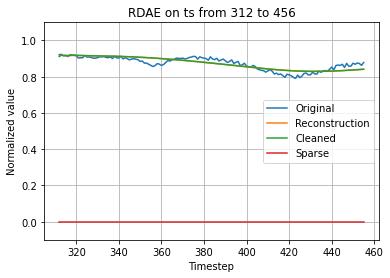 RDAE on ts from 312 to 456
Normalized value
1.0
0.8
0.6
0.4
0.2
0.0
Original
Reconstruction
Cleaned
Sparse
320 340 360 380 400 420 440 460
Timestep